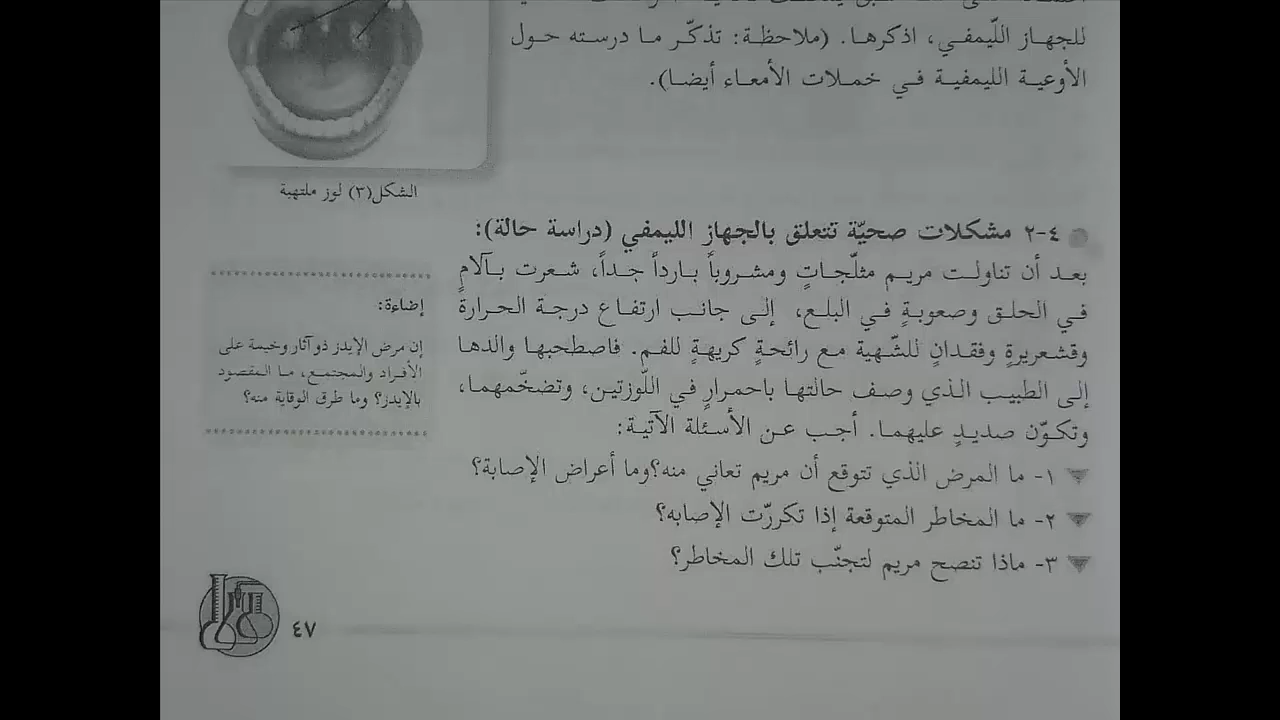 للجهاز اللّيمفي، اذكرها. (ملاحظة: تذكّر ما درسته حول
الأوعية الليمفية في خملات الأمعاء أيضا).
الشكل(٣) لوز ملتهبة
٤-٢ مشكلات صحيّة تتعلق بالجهاز الليمفي (دراسة حالة):
بعد أن تناولت مريم مثلّجاتٍ ومشروباً بارداً جداً، شعرت بآلامٍ
في الحلق وصعوبةٍ في البلع، إلى جانب ارتفاع درجة الحرارة
وقشعريرةٍ وفقدانٍ للشّهية مع رائحةٍ كريهةٍ للفم. فاصطحبها والدها
إلى الطبيب الذي وصف حالتها باحمرارٍ في اللّوزتين، وتضخّمهما،
وتكوّن صديدٍ عليهما. أجب عن الأسئلة الآتية:
١- ما المرض الذي تتوقع أن مريم تعاني منه؟وما أعراض الإصابة؟
٢- ما المخاطر المتوقعة إذا تكررّت الإصابه؟
٣- ماذا تنصح مريم لتجنّب تلك المخاطر؟
إضاءة:
إن مرض الإيدز ذو آثار وخيمة على
الأفراد والمجتمع، ما المقصود
بالإيدز؟ وما طرق الوقاية منه؟
٤٧